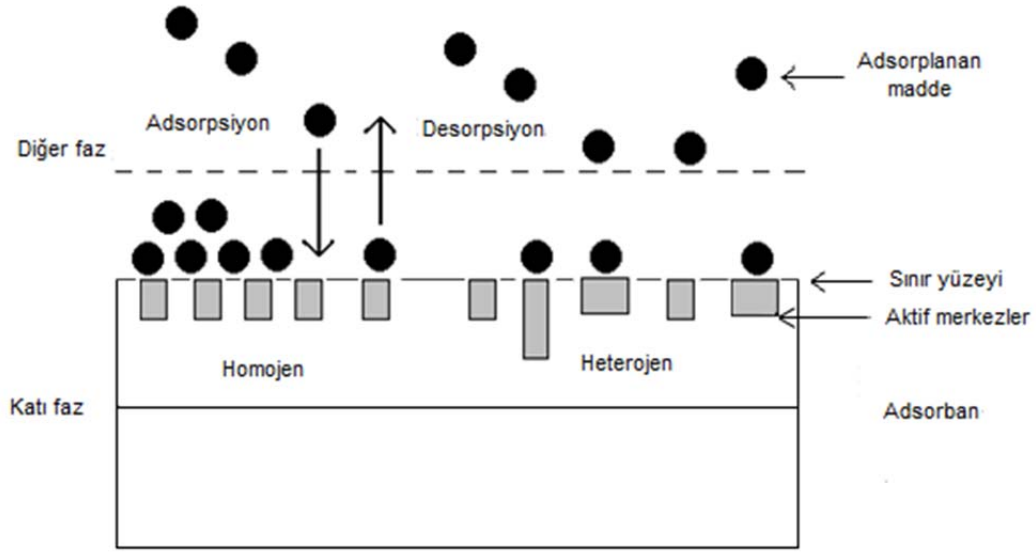 Adsorplanan
madde
Adsorpsiyon
Desorpsiyon
Diğer faz
Sınır yüzeyi
Aktif merkezler
Homojen
Heterojen
Katı faz
Adsorban